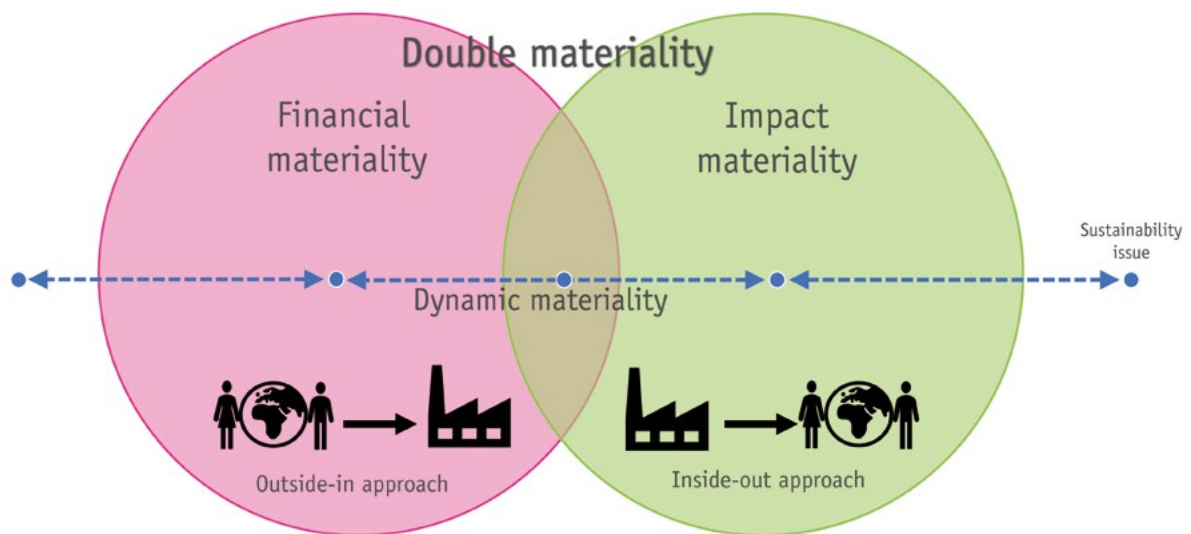 Double materiality
Financial
materiality
Impact
materiality
Sustainability
issue
Dynamic materiality
Outside-in approach
Inside-out approach